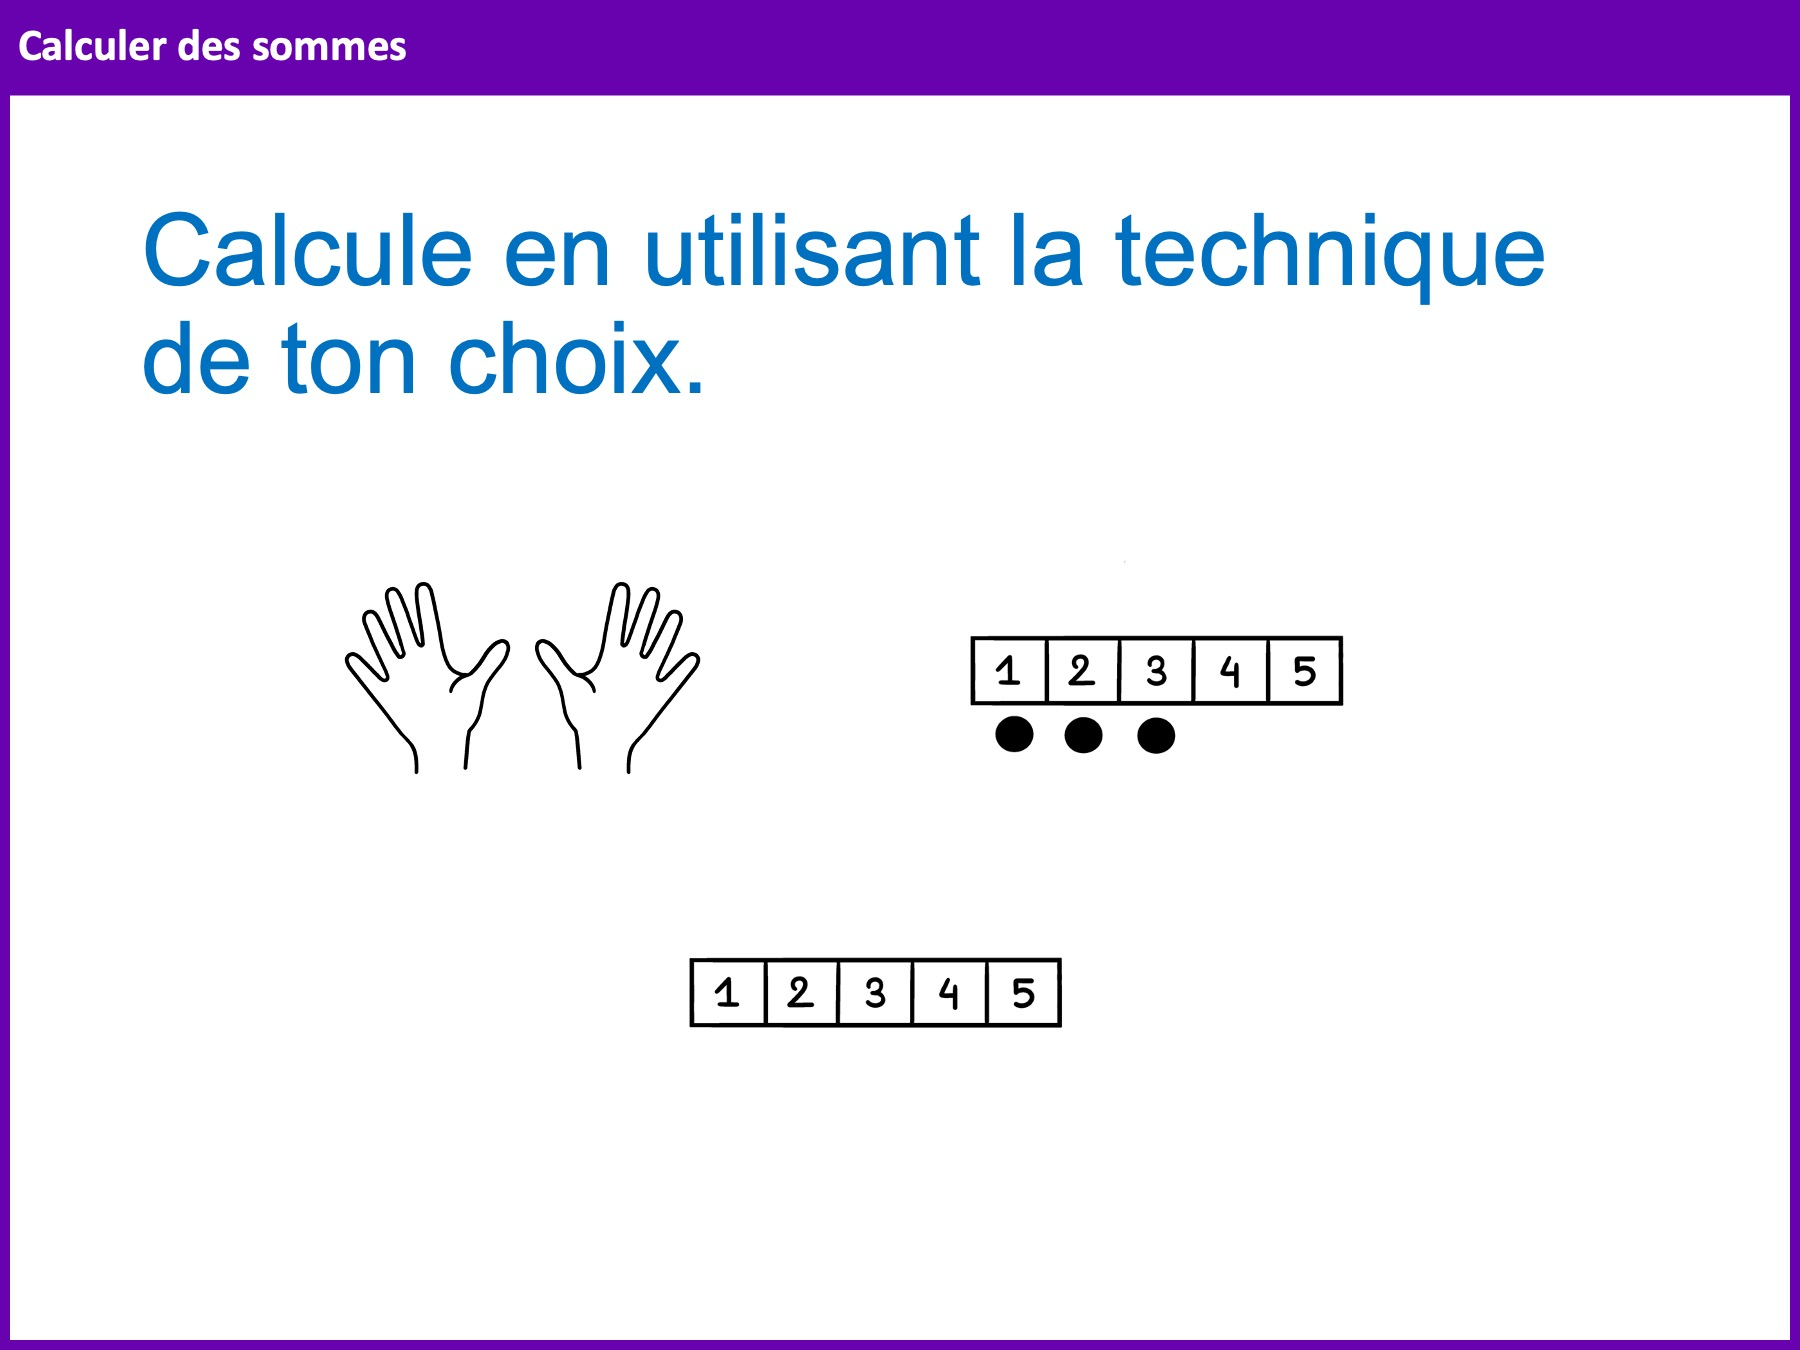 Calculer des sommes
Calcule en utilisant la technique
de ton choix.
1 2 3 4 5
1 2 3 4 5